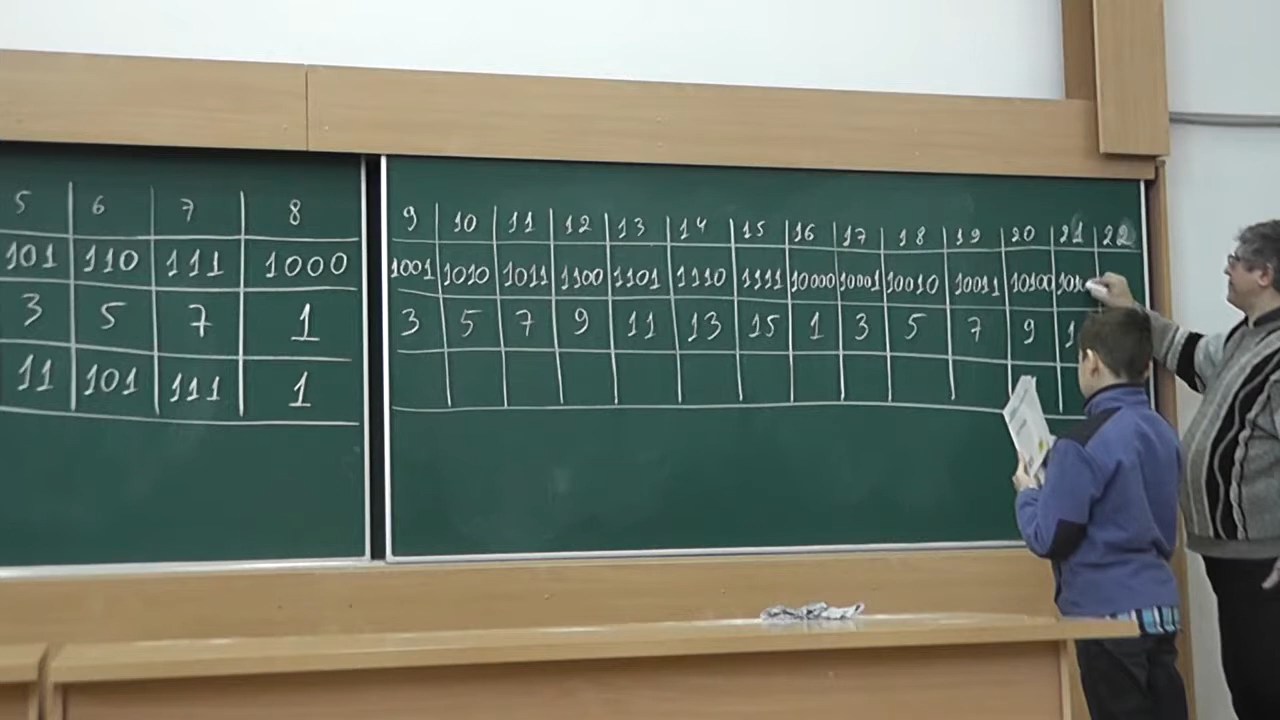 5 6 7 8
101 110 111 1000
3 5 7 1
11 101 111 1
9 10 11 12 13 14 15 16 17 18 19 20 21 22
1001 1010 1011 1100 1101 1110 1111 10000 10001 10010 10011 10100
3 5 7 9 11 13 15 1 3 5 7 9